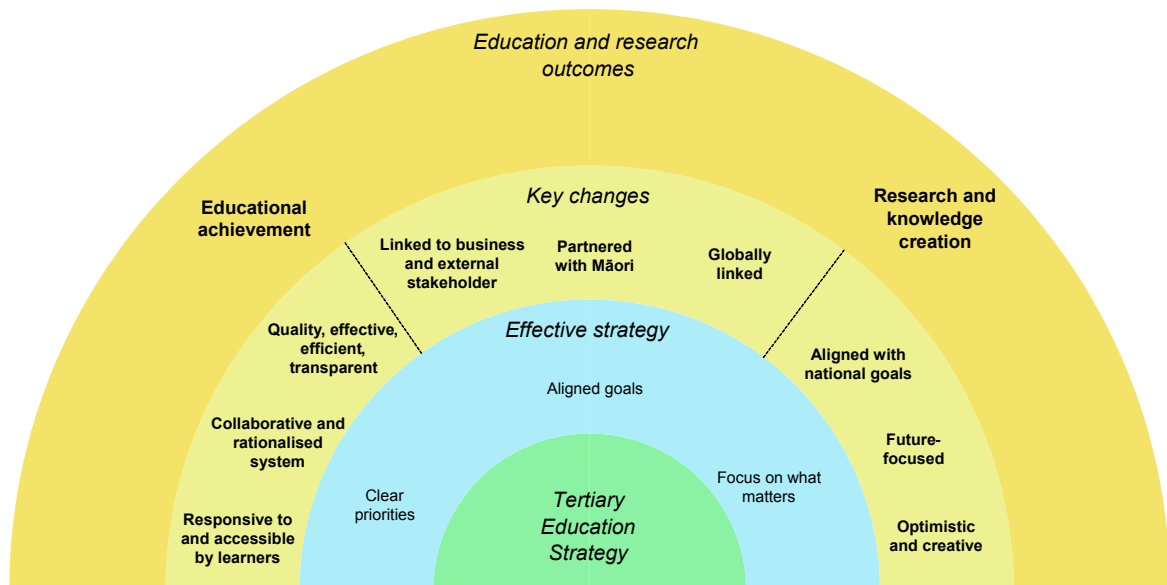 Education and research
outcomes
Educational
achievement
Research and
knowledge
creation
Key changes
Linked to business
and external
stakeholder
Partnered
with Māori
Globally
linked
Quality, effective,
efficient,
transparent
Collaborative and
rationalised
system
Responsive to
and accessible
by learners
Aligned with
national goals
Future-
focused
Optimistic
and creative
Effective strategy
Aligned goals
Clear
priorities
Focus on what
matters
Tertiary
Education
Strategy